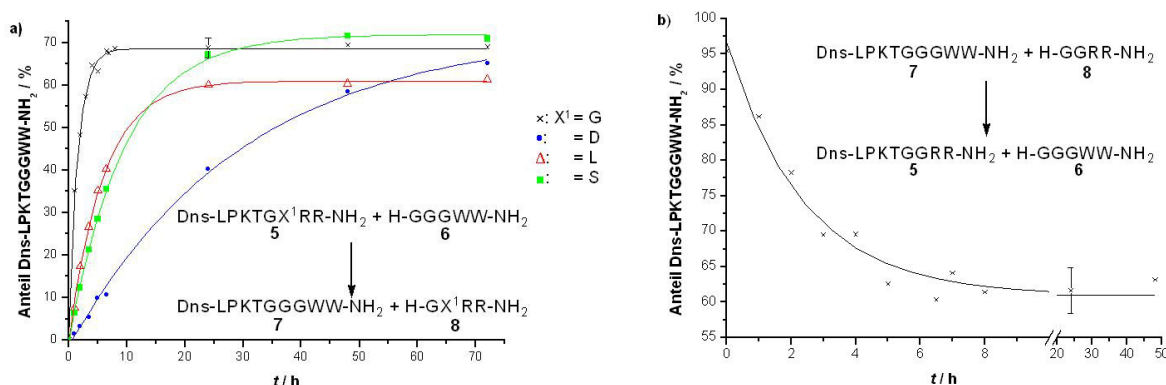 a)
Anteil Dns-LPKTGGGWW-NH2 / %
70
60
50
40
30
20
10
0
0 10 20 30 40 50 60 70
t / h
×: X¹ = G
●: = D
△: = L
■: = S
Dns-LPKTGX¹RR-NH2 + H-GGGWW-NH2
5 6
Dns-LPKTGGGWW-NH2 + H-GX¹RR-NH2
7 8
b)
Anteil Dns-LPKTGGGWW-NH2 / %
100
95
90
85
80
75
70
65
60
55
0 2 4 6 8 20 30 40 50
t / h
Dns-LPKTGGGWW-NH2 + H-GGRR-NH2
7 8
Dns-LPKTGGRR-NH2 + H-GGGWW-NH2
5 6